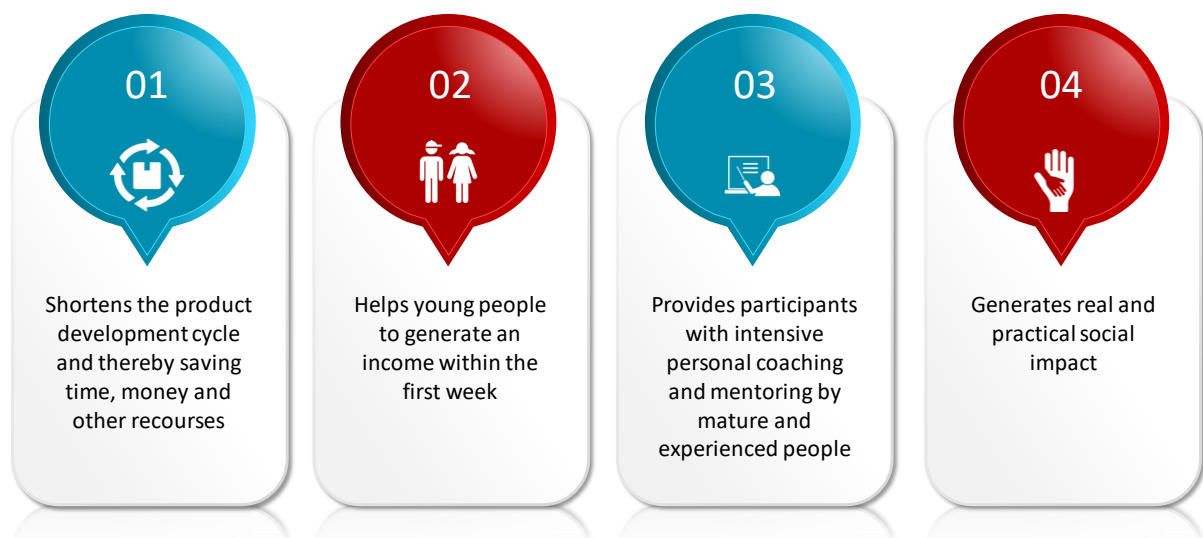 01
Shortens the product
development cycle
and thereby saving
time, money and
other recourses
02
Helps young people
to generate an
income within the
first week
03
Provides participants
with intensive
personal coaching
and mentoring by
mature and
experienced people
04
Generates real and
practical social
impact